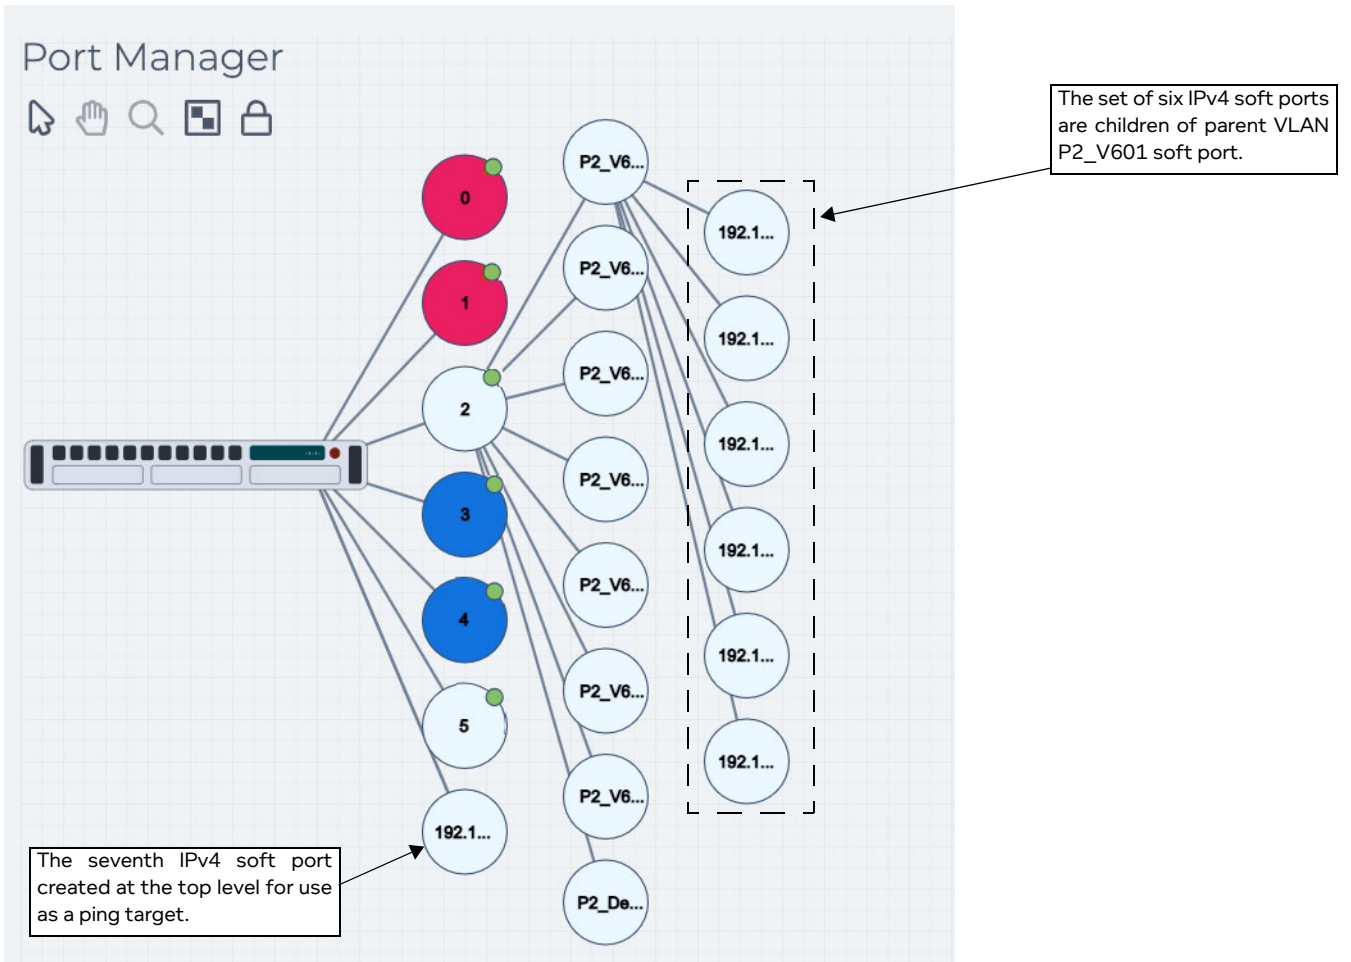 Port Manager
The set of six IPv4 soft ports
are children of parent VLAN
P2_V601 soft port.
0
1
2
3
4
5
192.1...
P2_V6...
P2_V6...
P2_V6...
P2_V6...
P2_V6...
P2_V6...
P2_V6...
P2_De...
192.1...
192.1...
192.1...
192.1...
192.1...
192.1...
The seventh IPv4 soft port
created at the top level for use
as a ping target.